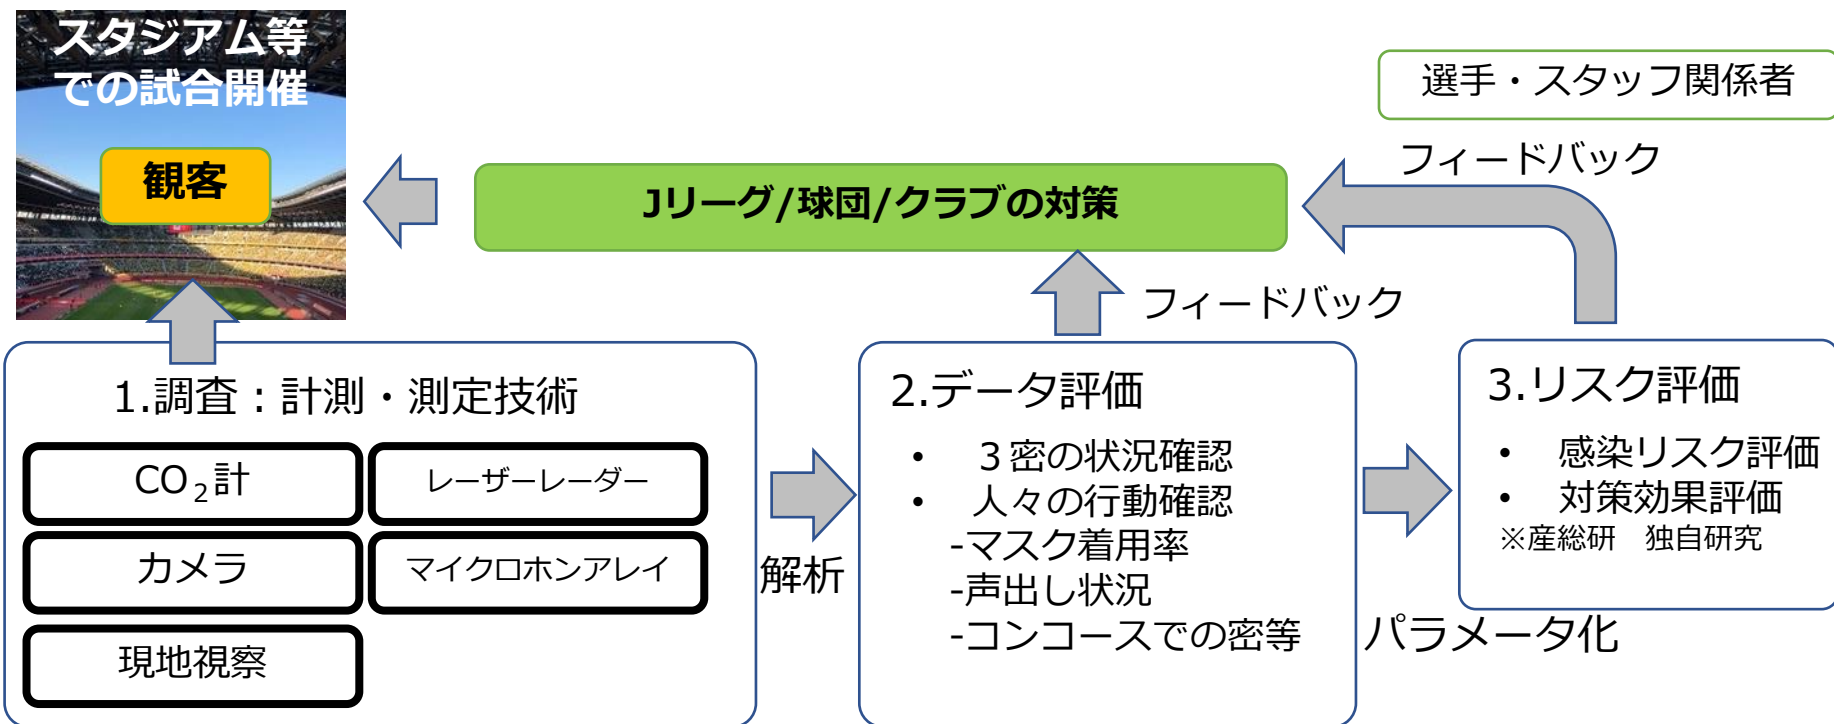 スタジアム等
での試合開催
観客
Jリーグ/球団/クラブの対策
選手・スタッフ関係者
フィードバック
フィードバック
1.調査：計測・測定技術
CO₂計
レーザーレーダー
カメラ
マイクロホンアレイ
現地視察
解析
2.データ評価
• ３密の状況確認
• 人々の行動確認
-マスク着用率
-声出し状況
-コンコースでの密等
パラメータ化
3.リスク評価
• 感染リスク評価
• 対策効果評価
※産総研　独自研究